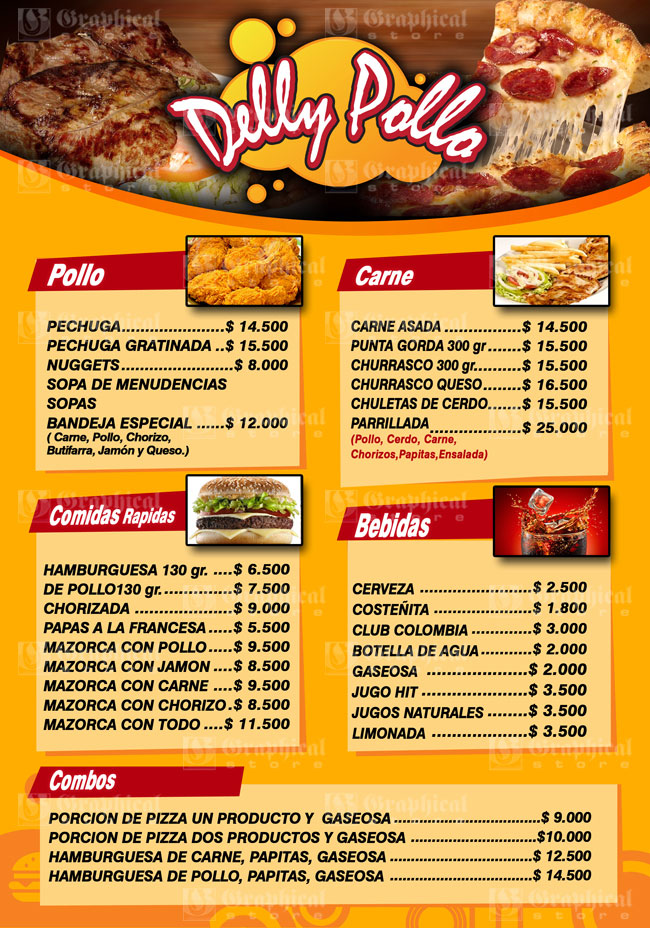 Delly Pollo
Pollo
PECHUGA.......................$ 14.500
PECHUGA GRATINADA ..$ 15.500
NUGGETS.........................$ 8.000
SOPA DE MENUDENCIAS
SOPAS
BANDEJA ESPECIAL ......$ 12.000
( Carne, Pollo, Chorizo,
Butifarra, Jamón y Queso.)
Carne
CARNE ASADA ..................$ 14.500
PUNTA GORDA 300 gr ........$ 15.500
CHURRASCO 300 gr...........$ 15.500
CHURRASCO QUESO.........$ 16.500
CHULETAS DE CERDO........$ 15.500
PARRILLADA ....................$ 25.000
(Pollo, Cerdo, Carne,
Chorizos,Papitas,Ensalada)
Comidas Rapidas
HAMBURGUESA 130 gr. ....$ 6.500
DE POLLO130 gr. ...............$ 7.500
CHORIZADA ......................$ 9.000
PAPAS A LA FRANCESA .....$ 5.500
MAZORCA CON POLLO .....$ 9.500
MAZORCA CON JAMON ....$ 8.500
MAZORCA CON CARNE ....$ 9.500
MAZORCA CON CHORIZO .$ 8.500
MAZORCA CON TODO ....$ 11.500
Bebidas
CERVEZA .......................$ 2.500
COSTEÑITA ....................$ 1.800
CLUB COLOMBIA ............$ 3.000
BOTELLA DE AGUA .........$ 2.000
GASEOSA .....................$ 2.000
JUGO HIT ......................$ 3.500
JUGOS NATURALES ........$ 3.500
LIMONADA ....................$ 3.500
Combos
PORCION DE PIZZA UN PRODUCTO Y GASEOSA ...............................$ 9.000
PORCION DE PIZZA DOS PRODUCTOS Y GASEOSA ..........................$10.000
HAMBURGUESA DE CARNE, PAPITAS, GASEOSA ..............................$ 12.500
HAMBURGUESA DE POLLO, PAPITAS, GASEOSA ..............................$ 14.500
Graphical
store